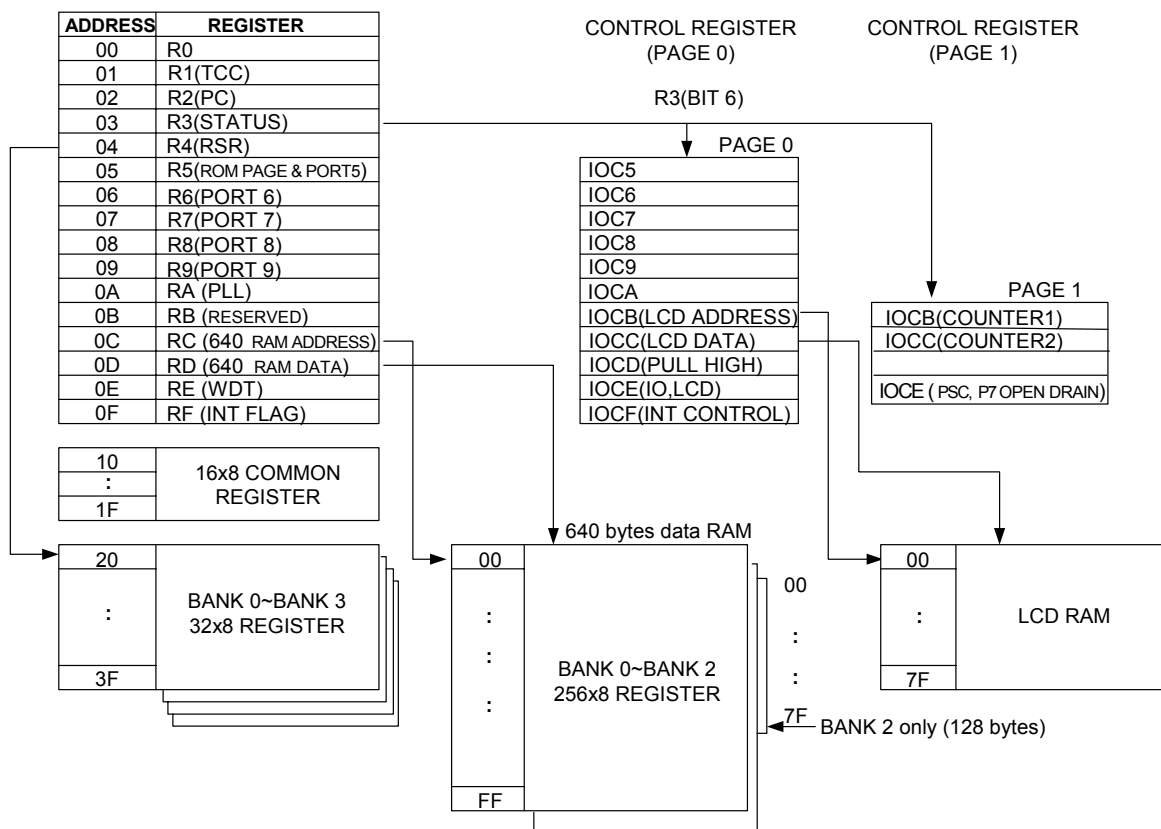 ADDRESS REGISTER
00 R0
01 R1(TCC)
02 R2(PC)
03 R3(STATUS)
04 R4(RSR)
05 R5(ROM PAGE & PORT5)
06 R6(PORT 6)
07 R7(PORT 7)
08 R8(PORT 8)
09 R9(PORT 9)
0A RA (PLL)
0B RB (RESERVED)
0C RC (640 RAM ADDRESS)
0D RD (640 RAM DATA)
0E RE (WDT)
0F RF (INT FLAG)
10
:
1F
16x8 COMMON
REGISTER
20
:
3F
BANK 0~BANK 3
32x8 REGISTER
CONTROL REGISTER
(PAGE 0)
CONTROL REGISTER
(PAGE 1)
R3(BIT 6)
PAGE 0
IOC5
IOC6
IOC7
IOC8
IOC9
IOCA
IOCB(LCD ADDRESS)
IOCC(LCD DATA)
IOCD(PULL HIGH)
IOCE(IO,LCD)
IOCF(INT CONTROL)
PAGE 1
IOCB(COUNTER1)
IOCC(COUNTER2)
IOCE ( PSC, P7 OPEN DRAIN)
640 bytes data RAM
00
:
:
:
FF
BANK 0~BANK 2
256x8 REGISTER
00
:
:
7F
BANK 2 only (128 bytes)
00
:
7F
LCD RAM